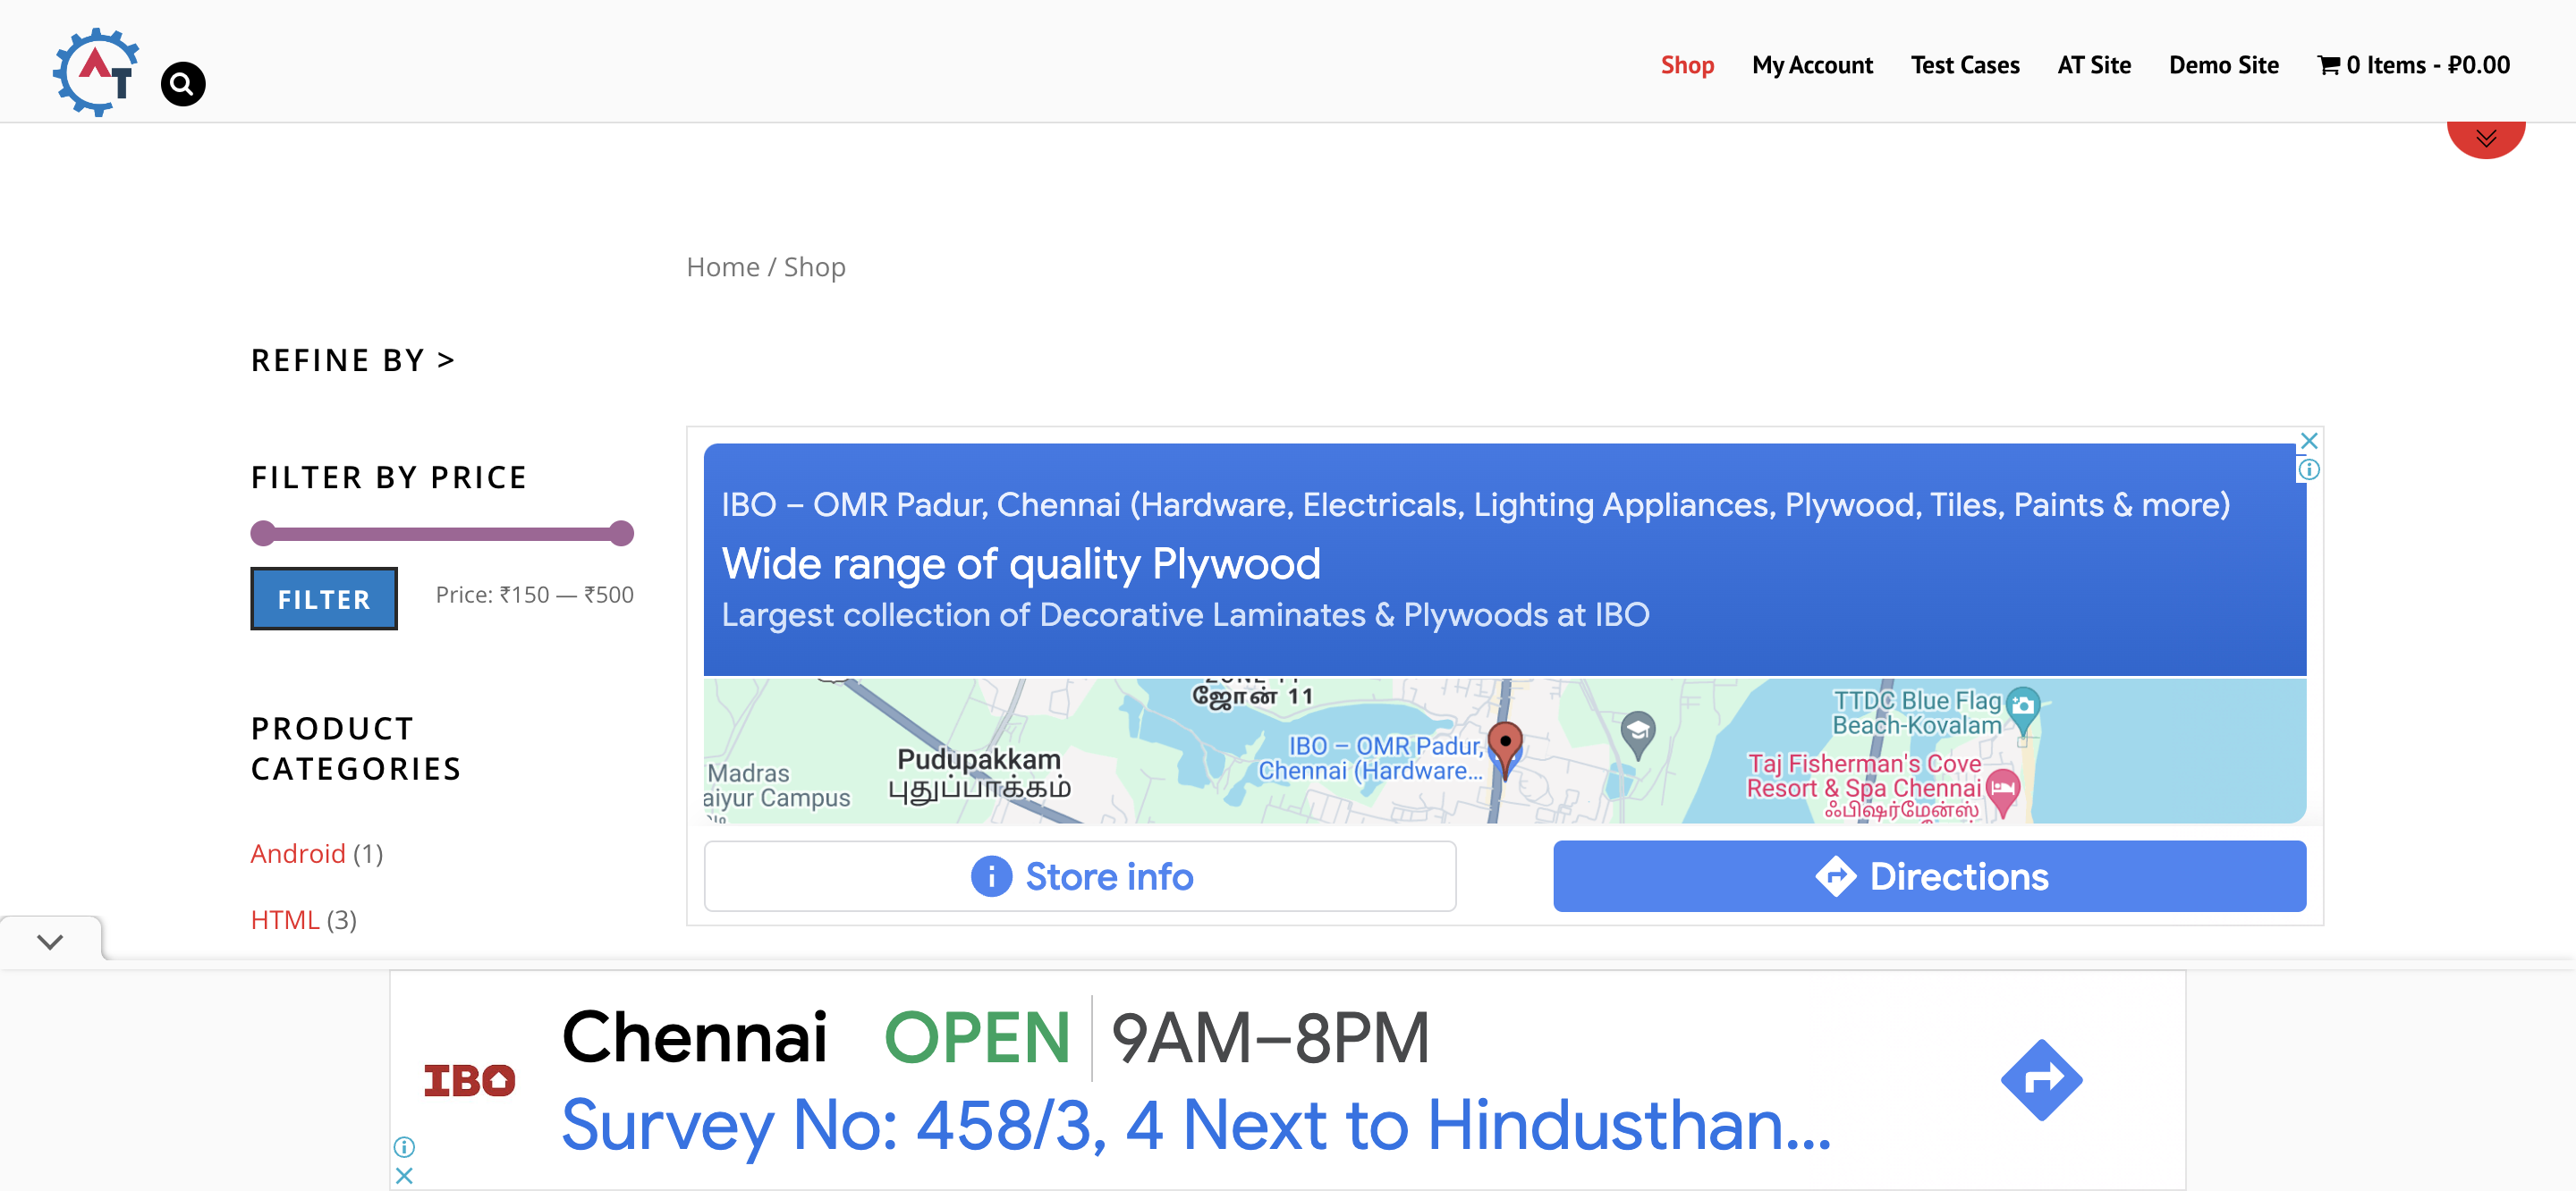 AT
Shop My Account Test Cases AT Site Demo Site 0 Items - ₽0.00
Home / Shop
REFINE BY >
FILTER BY PRICE
FILTER Price: ₹150 — ₹500
PRODUCT
CATEGORIES
Android (1)
HTML (3)
IBO – OMR Padur, Chennai (Hardware, Electricals, Lighting Appliances, Plywood, Tiles, Paints & more)
Wide range of quality Plywood
Largest collection of Decorative Laminates & Plywoods at IBO
ஜோன் 11
TTDC Blue Flag
Beach-Kovalam
IBO – OMR Padur,
Chennai (Hardware...
Pudupakkam
புதுப்பாக்கம்
Madras
aiyur Campus
Taj Fisherman's Cove
Resort & Spa Chennai
ஃபிஷர்மேன்ஸ்
Store info
Directions
IBO
Chennai OPEN 9AM–8PM
Survey No: 458/3, 4 Next to Hindusthan...